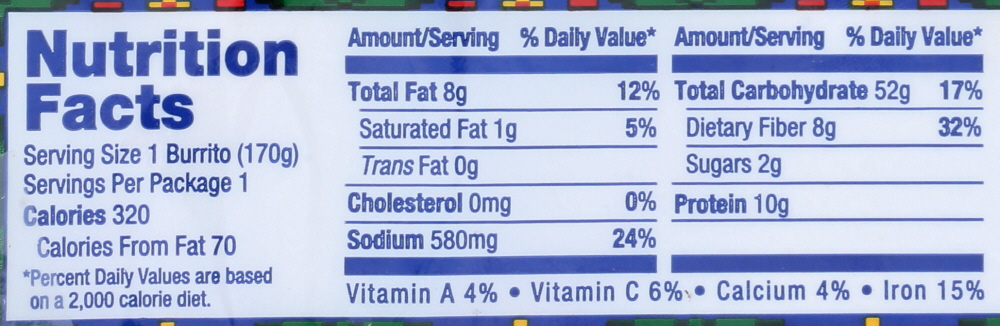 Nutrition
Facts
Serving Size 1 Burrito (170g)
Servings Per Package 1
Calories 320
Calories From Fat 70
*Percent Daily Values are based
on a 2,000 calorie diet.
Amount/Serving % Daily Value*
Total Fat 8g 12%
Saturated Fat 1g 5%
Trans Fat 0g
Cholesterol 0mg 0%
Sodium 580mg 24%
Amount/Serving % Daily Value*
Total Carbohydrate 52g 17%
Dietary Fiber 8g 32%
Sugars 2g
Protein 10g
Vitamin A 4% • Vitamin C 6% • Calcium 4% • Iron 15%